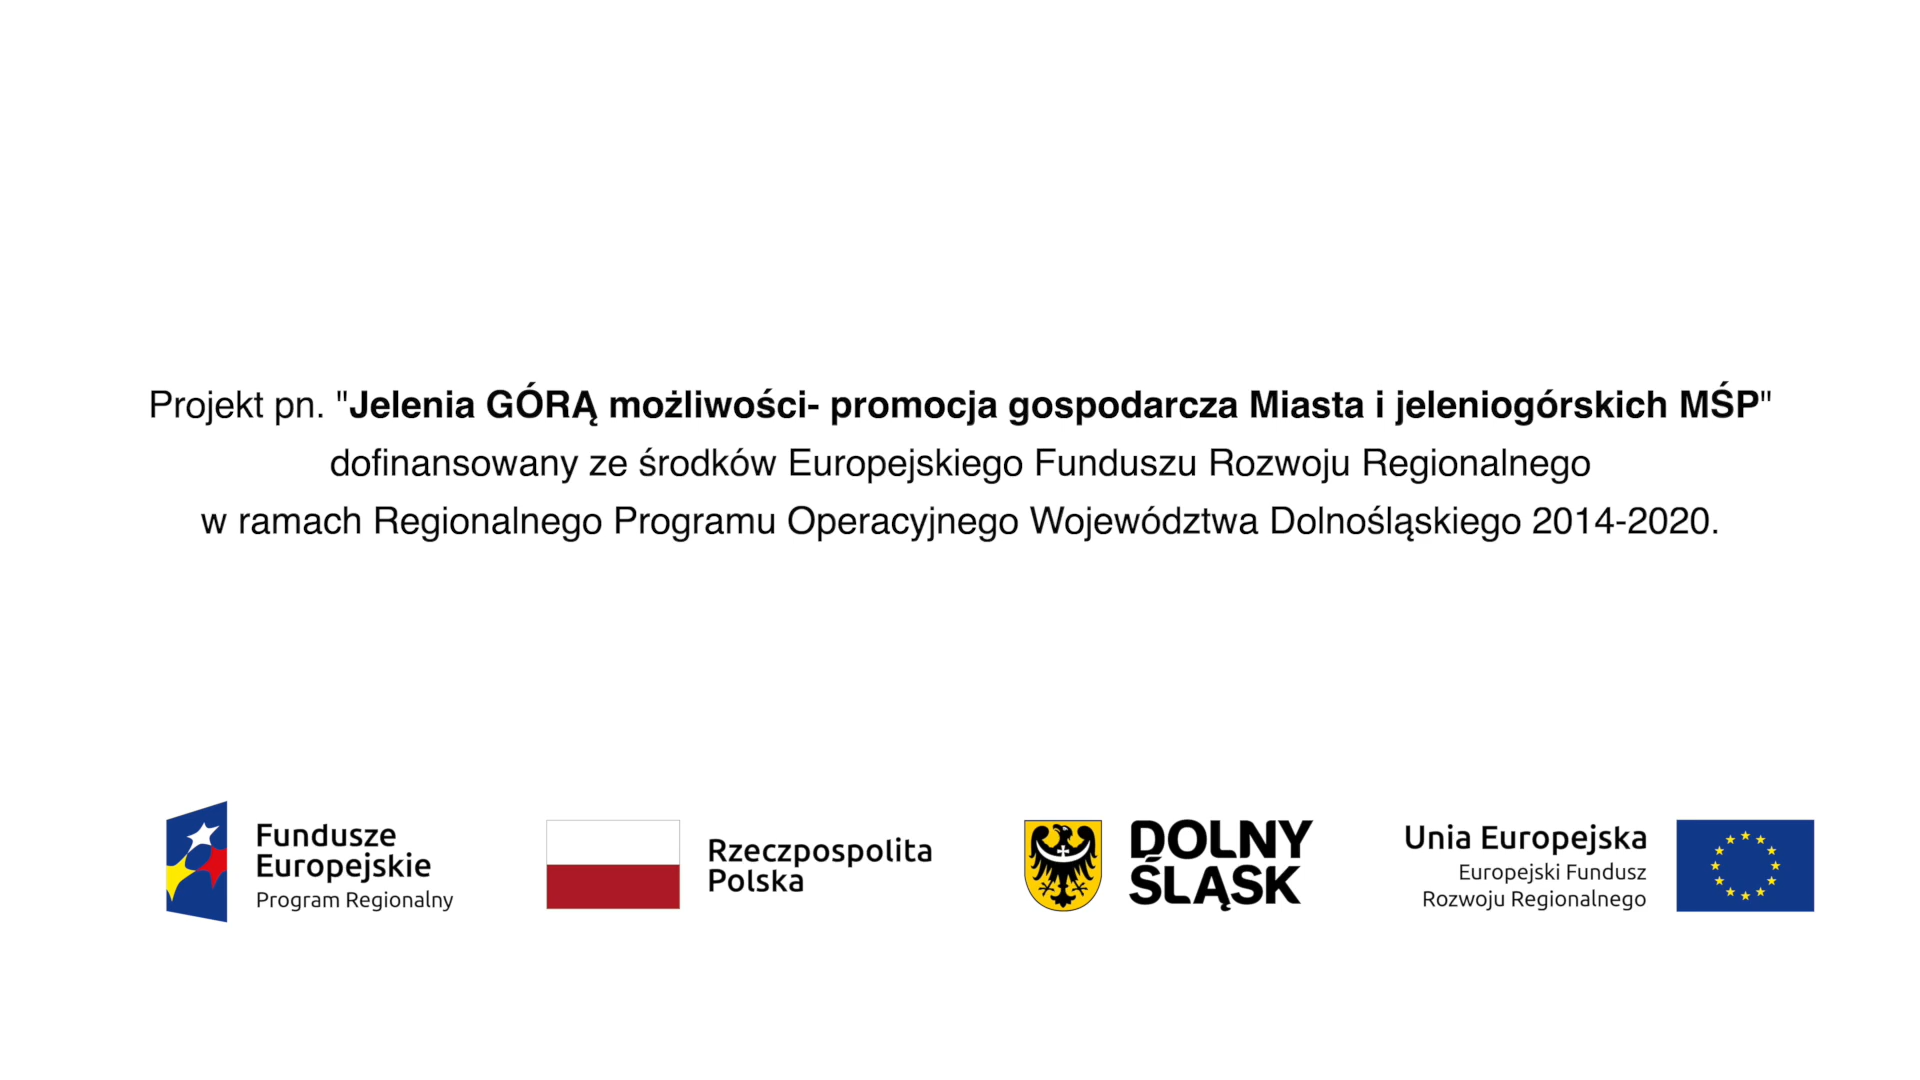 Projekt pn. "Jelenia GÓRĄ możliwości- promocja gospodarcza Miasta i jeleniogórskich MŚP"
dofinansowany ze środków Europejskiego Funduszu Rozwoju Regionalnego
w ramach Regionalnego Programu Operacyjnego Województwa Dolnośląskiego 2014-2020.
Fundusze
Europejskie
Program Regionalny
Rzeczpospolita
Polska
DOLNY
ŚLĄSK
Unia Europejska
Europejski Fundusz
Rozwoju Regionalnego